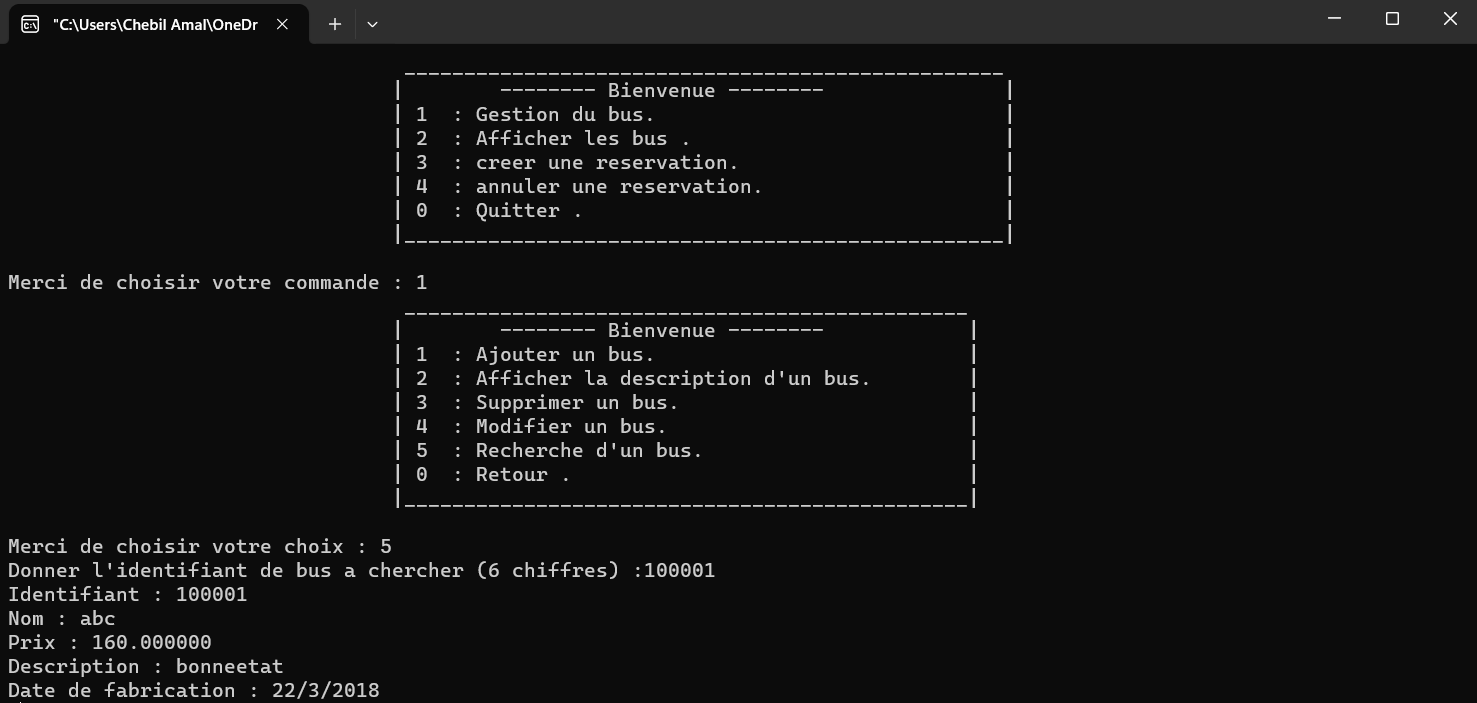 "C:\Users\Chebil Amal\OneDr
-------- Bienvenue --------
1 : Gestion du bus.
2 : Afficher les bus .
3 : creer une reservation.
4 : annuler une reservation.
0 : Quitter .
Merci de choisir votre commande : 1
-------- Bienvenue --------
1 : Ajouter un bus.
2 : Afficher la description d'un bus.
3 : Supprimer un bus.
4 : Modifier un bus.
5 : Recherche d'un bus.
0 : Retour .
Merci de choisir votre choix : 5
Donner l'identifiant de bus a chercher (6 chiffres) :100001
Identifiant : 100001
Nom : abc
Prix : 160.000000
Description : bonneetat
Date de fabrication : 22/3/2018